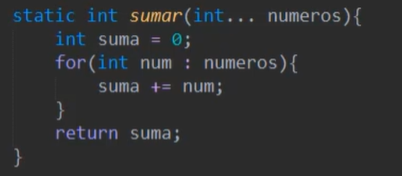 static int sumar(int... numeros){
    int suma = 0;
    for(int num : numeros){
        suma += num;
    }
    return suma;
}